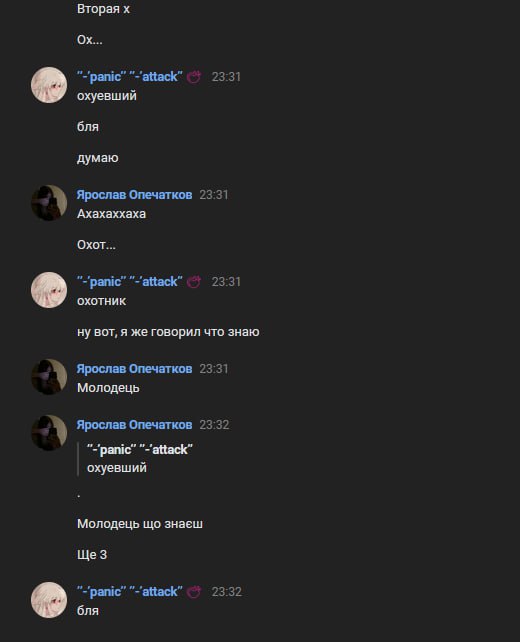 Вторая х
Ох...
"-'panic" "-'attack" 23:31
охуевший
бля
думаю
Ярослав Опечатков 23:31
Ахахаххаха
Охот...
"-'panic" "-'attack" 23:31
охотник
ну вот, я же говорил что знаю
Ярослав Опечатков 23:31
Молодець
Ярослав Опечатков 23:32
"-'panic" "-'attack"
охуевший
.
Молодець що знаєш
Ще 3
"-'panic" "-'attack" 23:32
бля